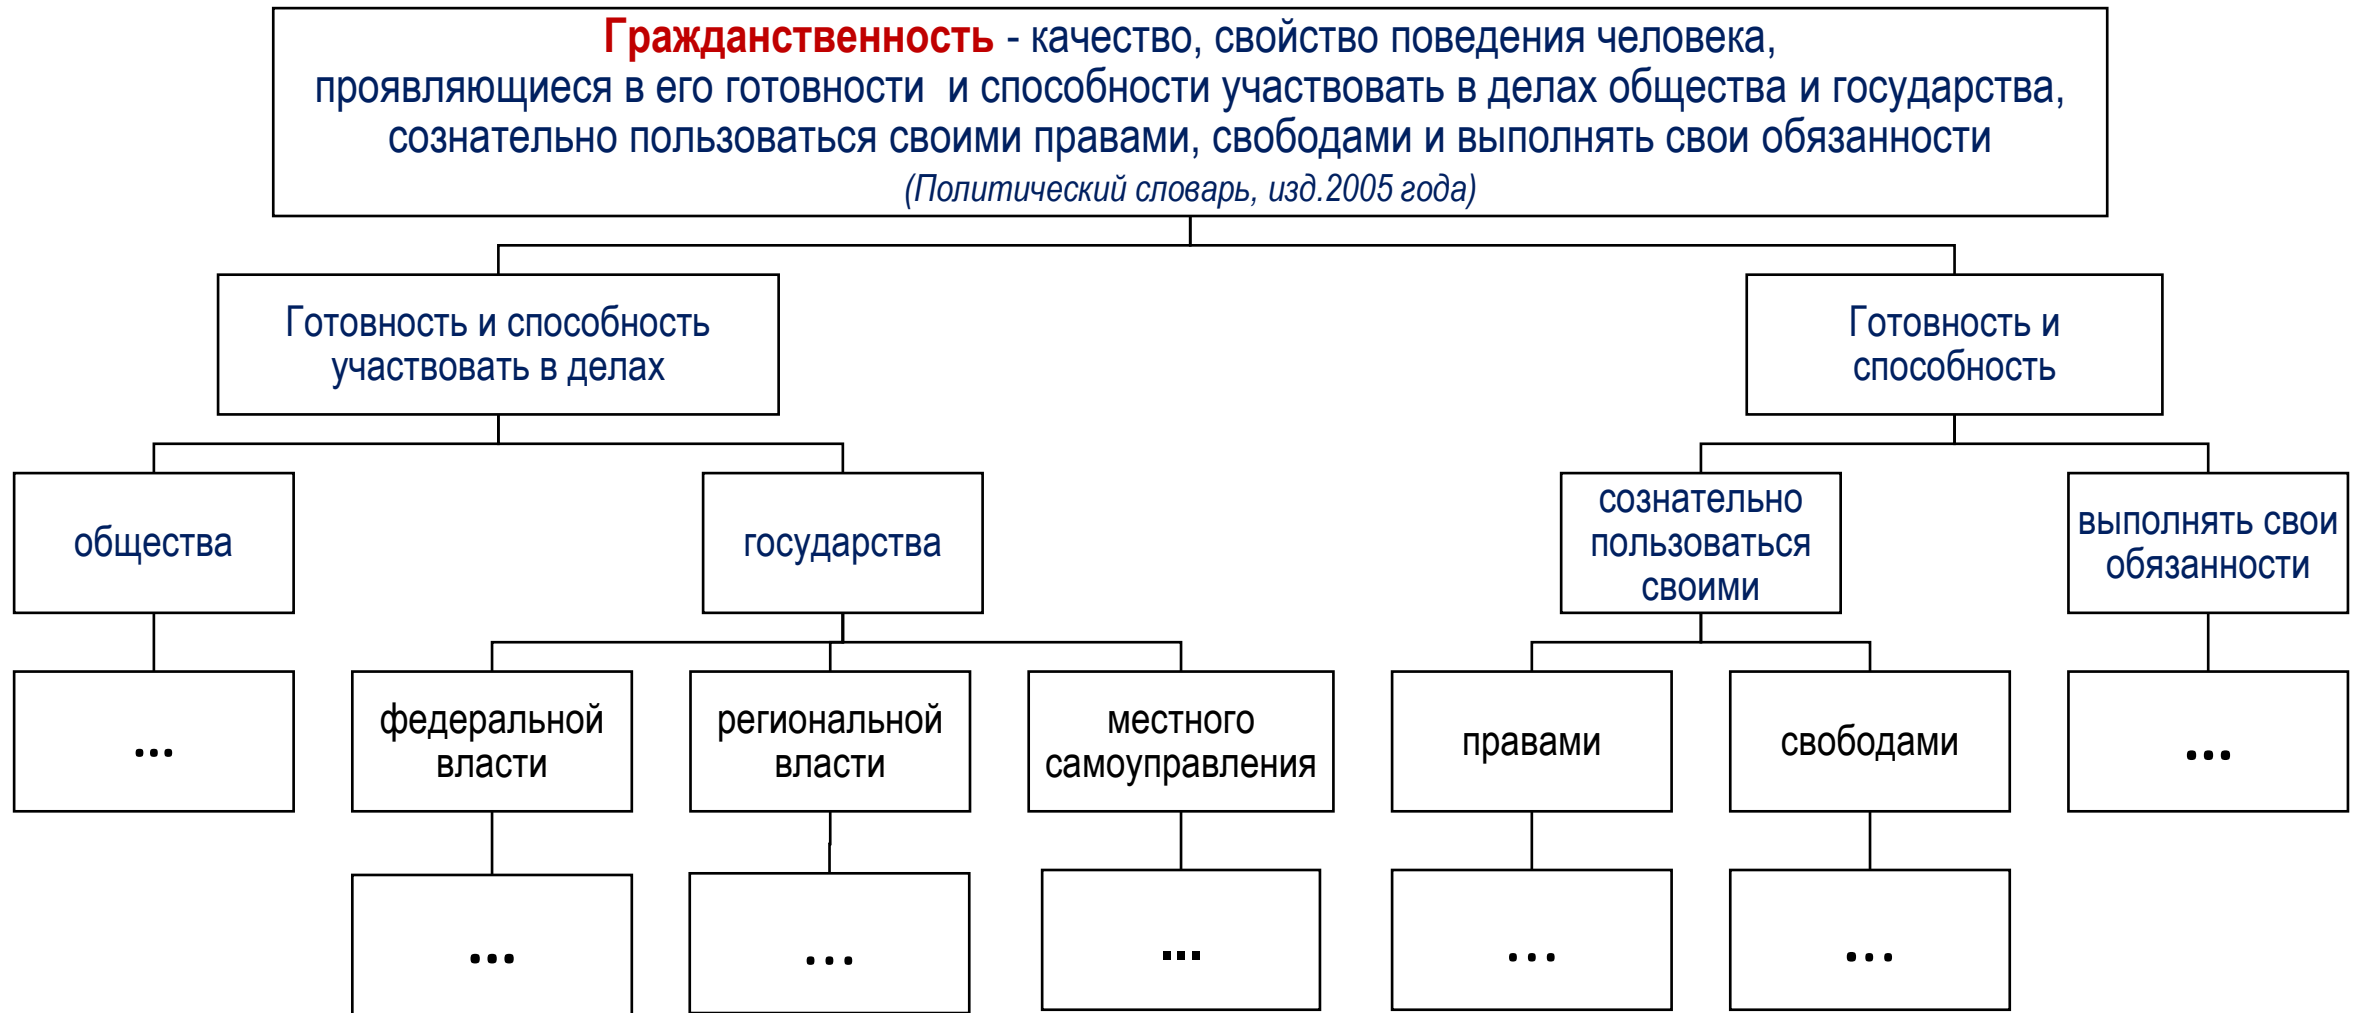 Гражданственность - качество, свойство поведения человека,
проявляющиеся в его готовности  и способности участвовать в делах общества и государства,
сознательно пользоваться своими правами, свободами и выполнять свои обязанности
(Политический словарь, изд.2005 года)
Готовность и способность
участвовать в делах
Готовность и
способность
общества
государства
сознательно
пользоваться
своими
выполнять свои
обязанности
...
федеральной
власти
региональной
власти
местного
самоуправления
правами
свободами
...
...
...
...
...
...